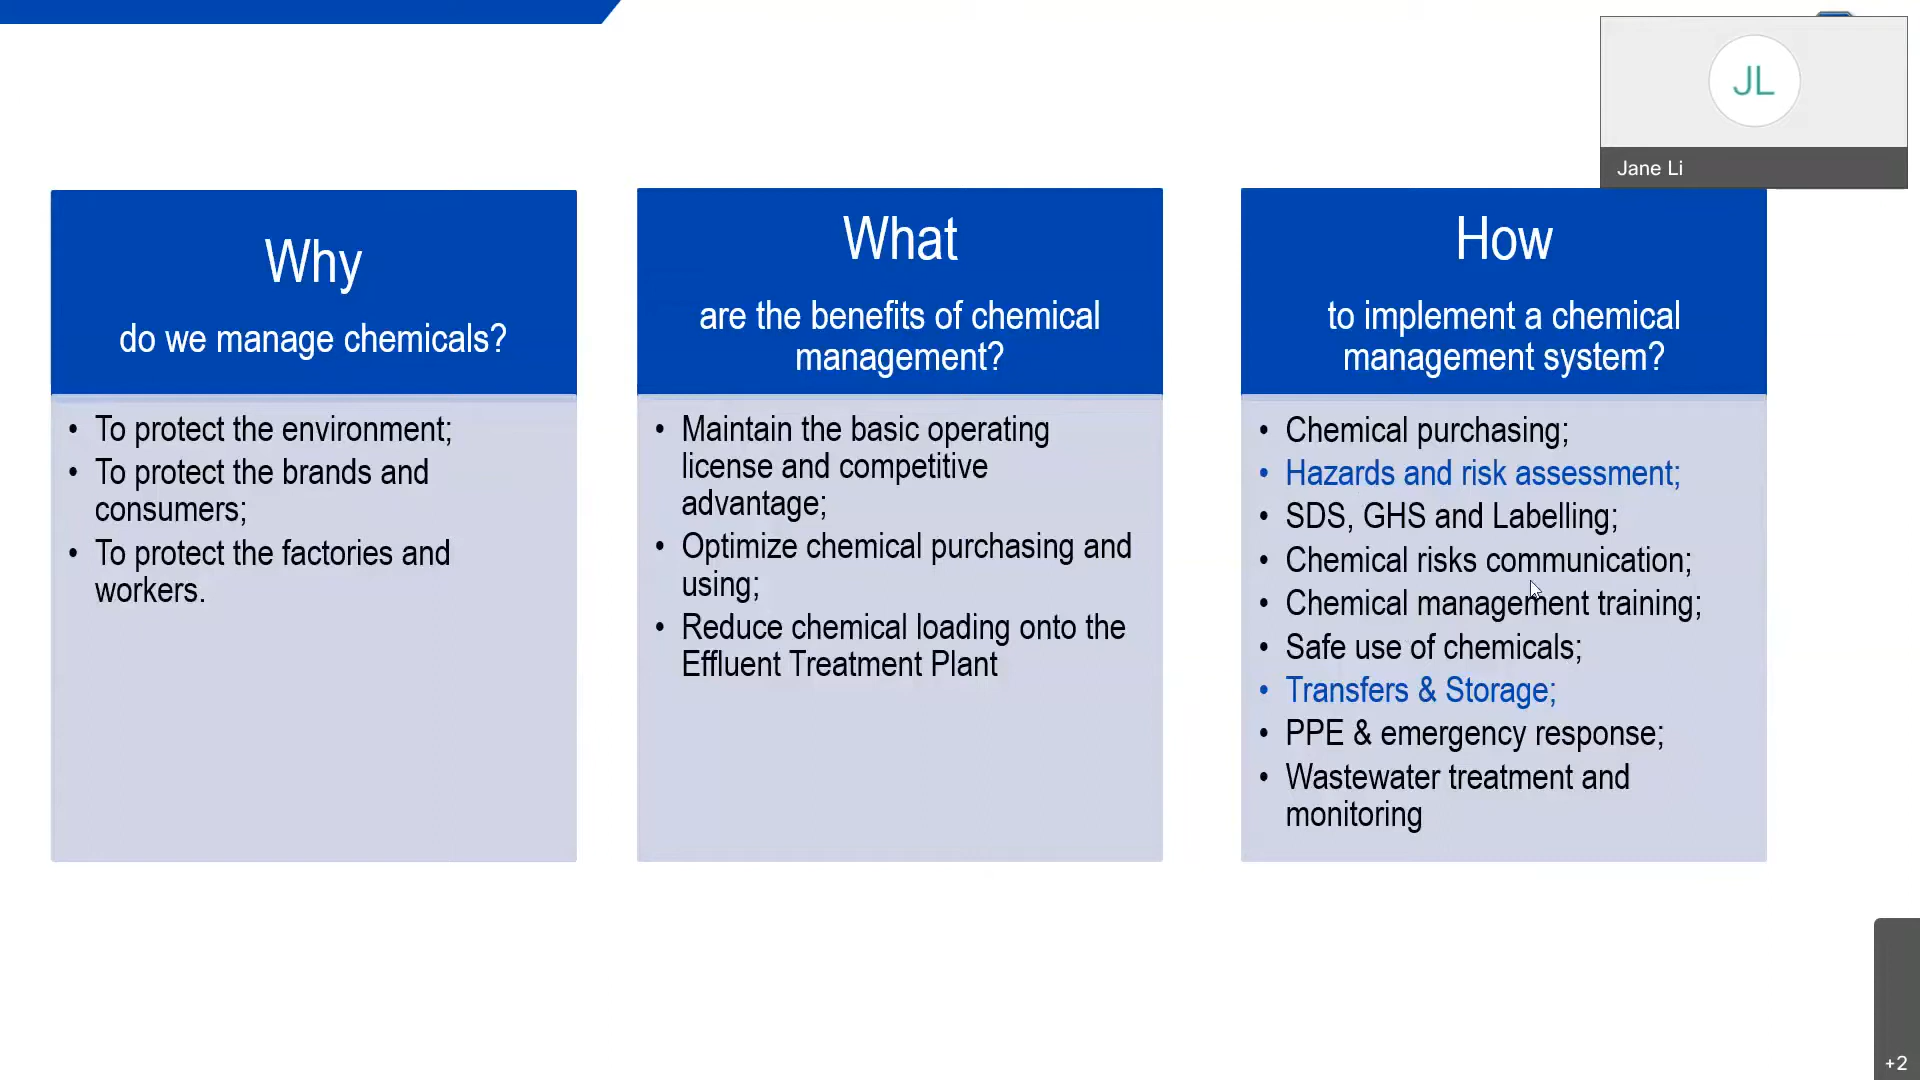 JL
Jane Li
Why
do we manage chemicals?
• To protect the environment;
• To protect the brands and
consumers;
• To protect the factories and
workers.
What
are the benefits of chemical
management?
• Maintain the basic operating
license and competitive
advantage;
• Optimize chemical purchasing and
using;
• Reduce chemical loading onto the
Effluent Treatment Plant
How
to implement a chemical
management system?
• Chemical purchasing;
• Hazards and risk assessment;
• SDS, GHS and Labelling;
• Chemical risks communication;
• Chemical management training;
• Safe use of chemicals;
• Transfers & Storage;
• PPE & emergency response;
• Wastewater treatment and
monitoring
+2